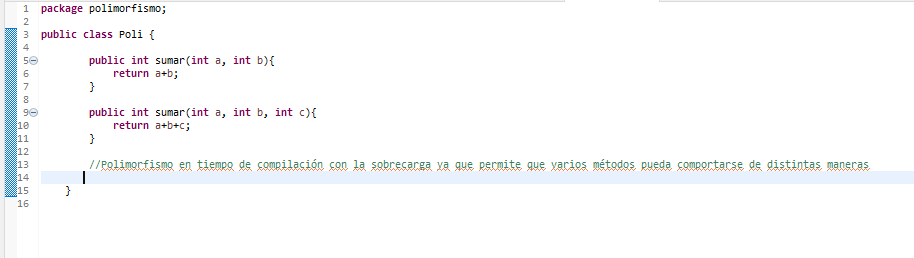 1 package polimorfismo;
2
3 public class Poli {
4
5 public int sumar(int a, int b){
6 return a+b;
7 }
8
9 public int sumar(int a, int b, int c){
10 return a+b+c;
11 }
12
13 //Polimorfismo en tiempo de compilación con la sobrecarga ya que permite que varios métodos pueda comportarse de distintas maneras
14
15 }
16